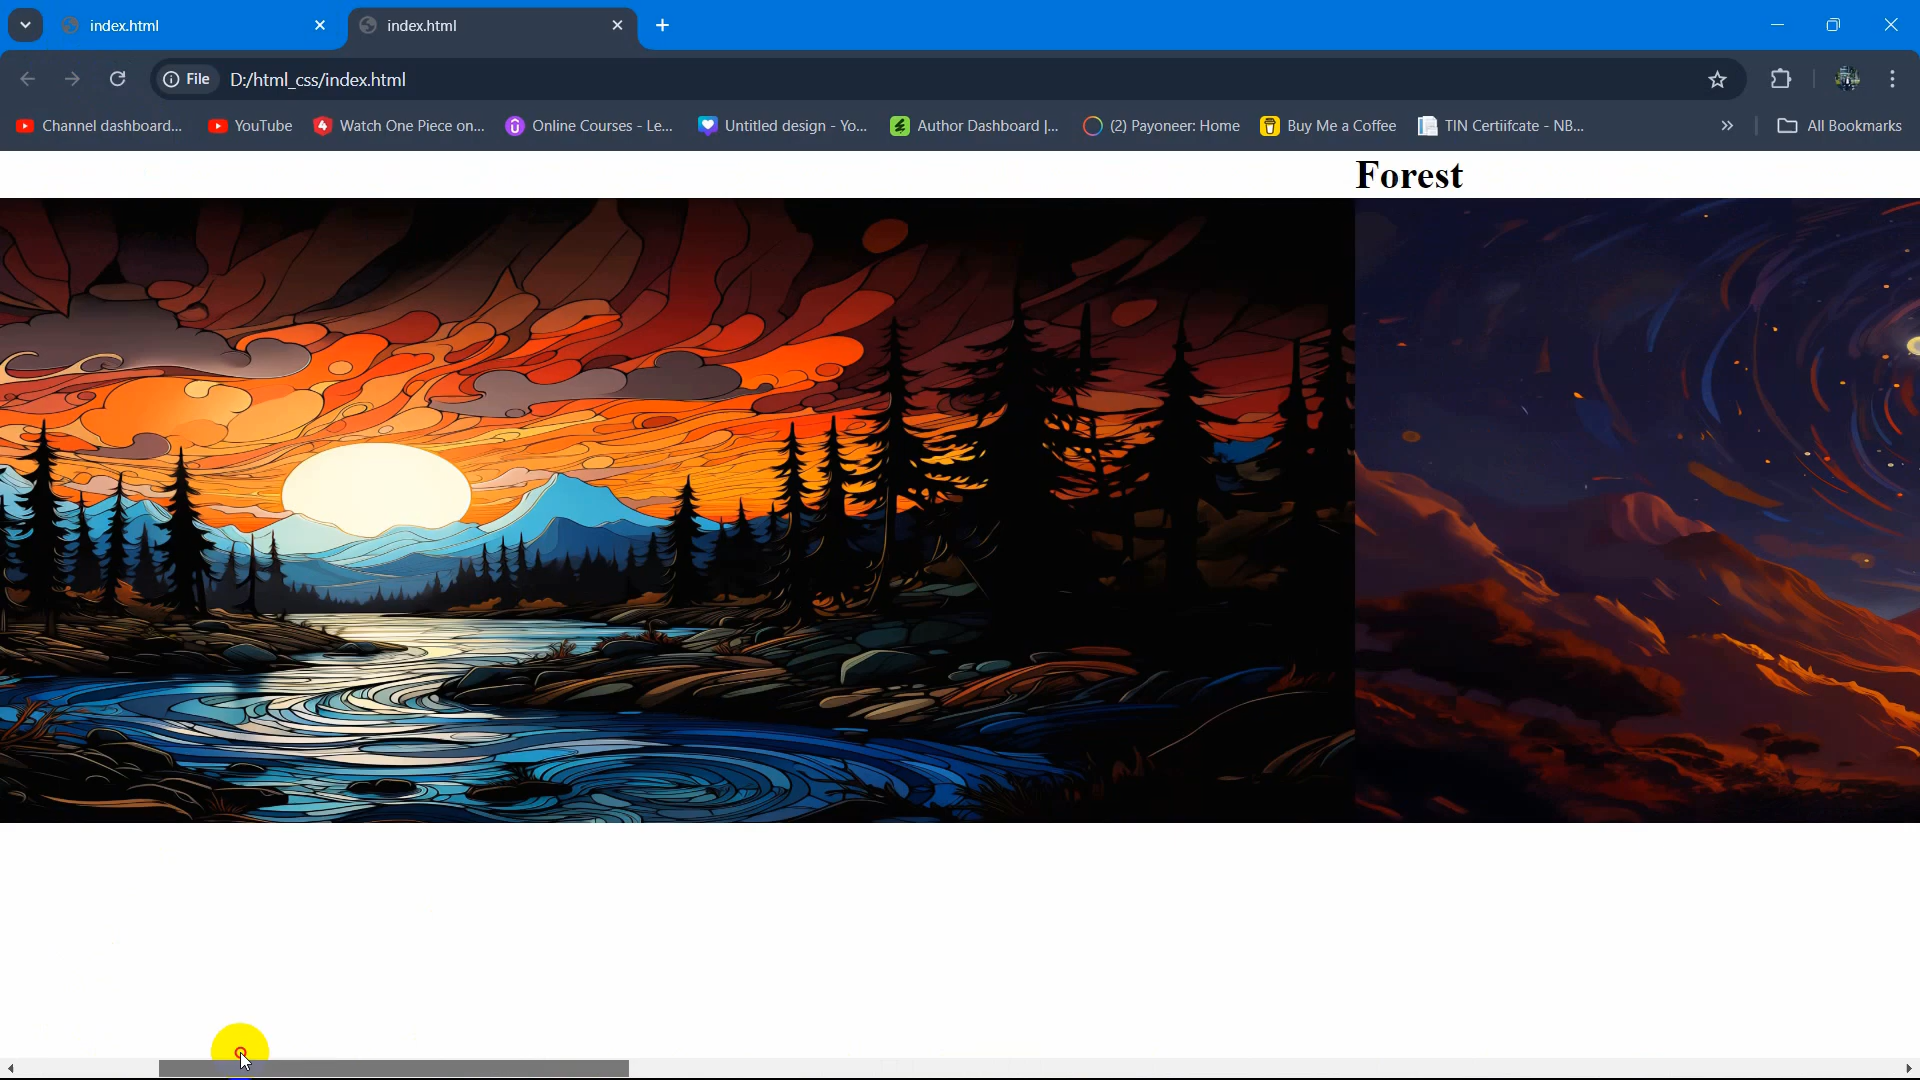 index.html
index.html
File D:/html_css/index.html
Channel dashboard... YouTube Watch One Piece on... Online Courses - Le... Untitled design - Yo... Author Dashboard |... (2) Payoneer: Home Buy Me a Coffee TIN Certiifcate - NB... All Bookmarks
Forest